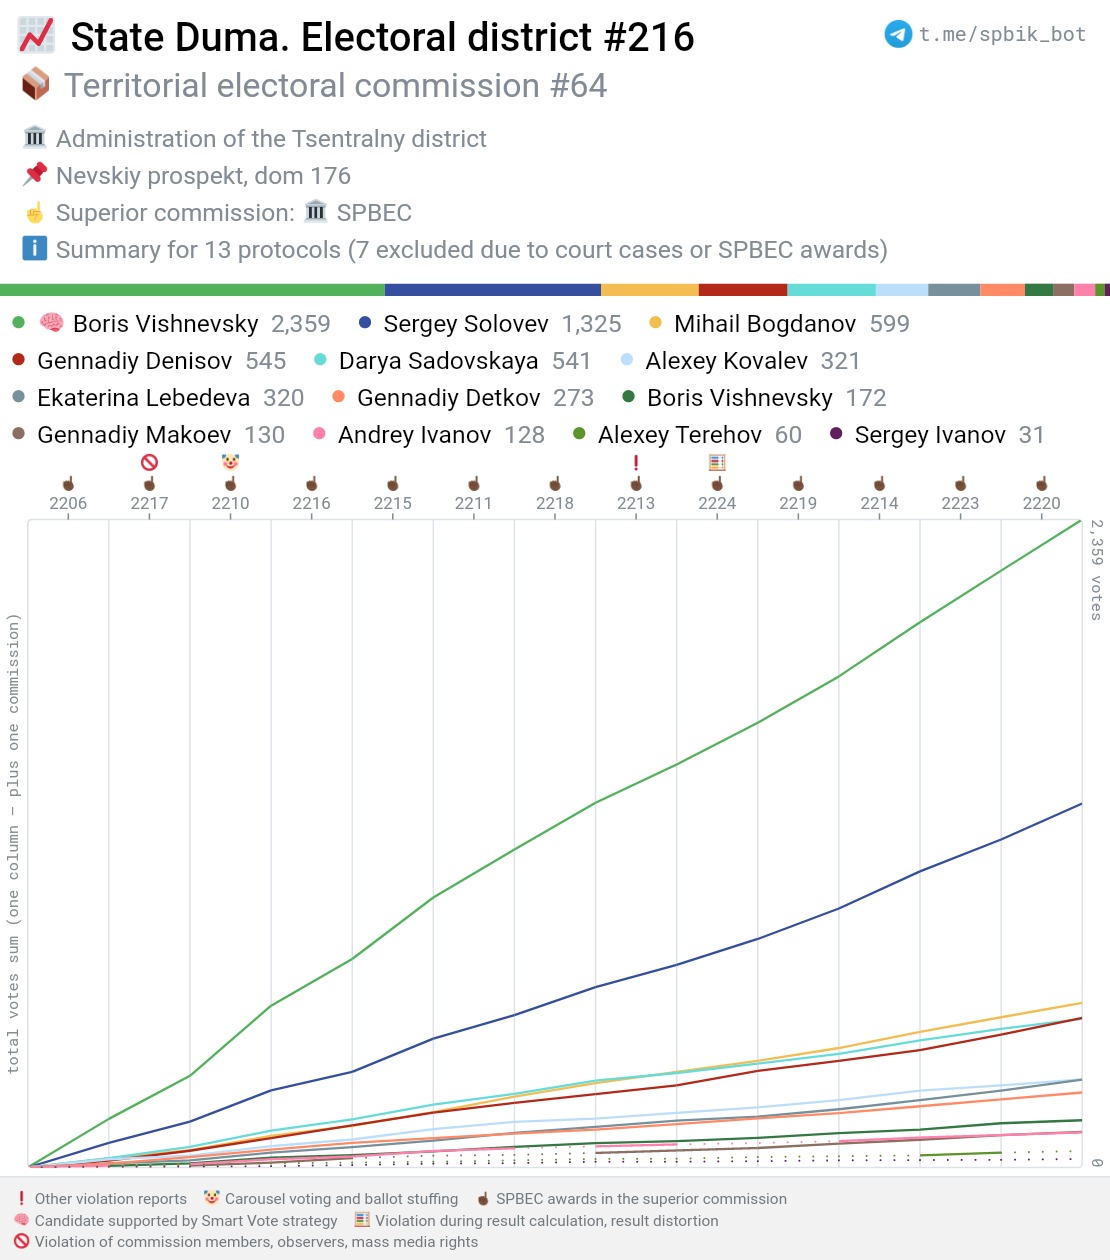 State Duma. Electoral district #216
t.me/spbik_bot
Territorial electoral commission #64
Administration of the Tsentralny district
Nevskiy prospekt, dom 176
Superior commission: SPBEC
Summary for 13 protocols (7 excluded due to court cases or SPBEC awards)
Boris Vishnevsky 2,359 Sergey Solovev 1,325 Mihail Bogdanov 599
Gennadiy Denisov 545 Darya Sadovskaya 541 Alexey Kovalev 321
Ekaterina Lebedeva 320 Gennadiy Detkov 273 Boris Vishnevsky 172
Gennadiy Makoev 130 Andrey Ivanov 128 Alexey Terehov 60 Sergey Ivanov 31
2206 2217 2210 2216 2215 2211 2218 2213 2224 2219 2214 2223 2220
2,359 votes
total votes sum (one column – plus one commission)
0
Other violation reports Carousel voting and ballot stuffing SPBEC awards in the superior commission
Candidate supported by Smart Vote strategy Violation during result calculation, result distortion
Violation of commission members, observers, mass media rights